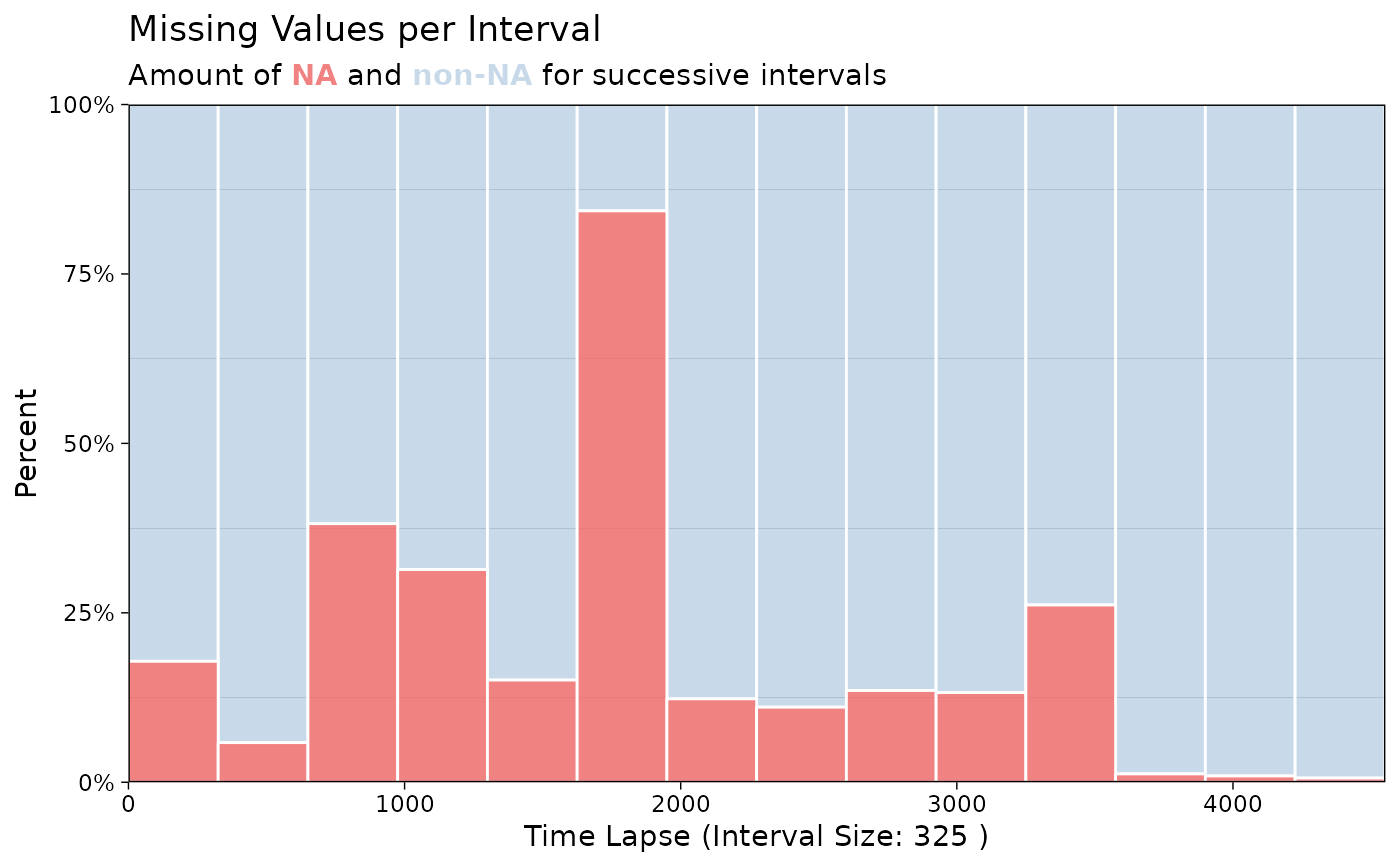 Missing Values per Interval
Amount of NA and non-NA for successive intervals
100%
75%
50%
25%
0%
Percent
0 1000 2000 3000 4000
Time Lapse (Interval Size: 325 )